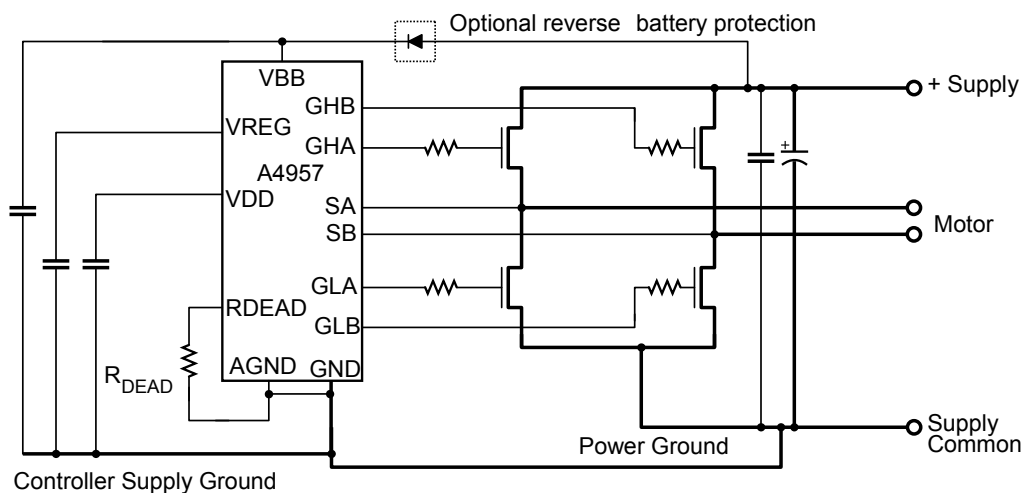 Optional reverse battery protection
VBB
GHB
+ Supply
VREG
GHA
A4957
VDD
SA
SB
Motor
GLA
RDEAD
GLB
AGND
GND
RDEAD
+
Supply
Common
Power Ground
Controller Supply Ground